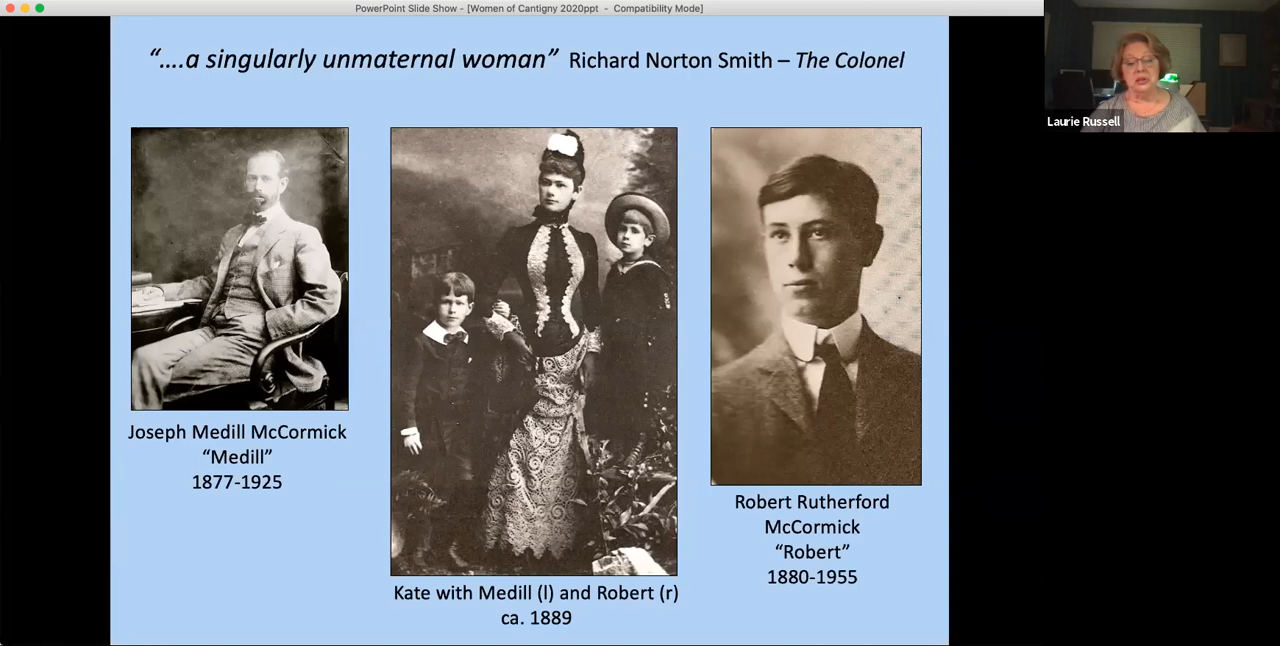 PowerPoint Slide Show - [Women of Cantigny 2020ppt - Compatibility Mode]
“....a singularly unmaternal woman” Richard Norton Smith – The Colonel
Laurie Russell
Joseph Medill McCormick
“Medill”
1877-1925
Kate with Medill (l) and Robert (r)
ca. 1889
Robert Rutherford
McCormick
“Robert”
1880-1955